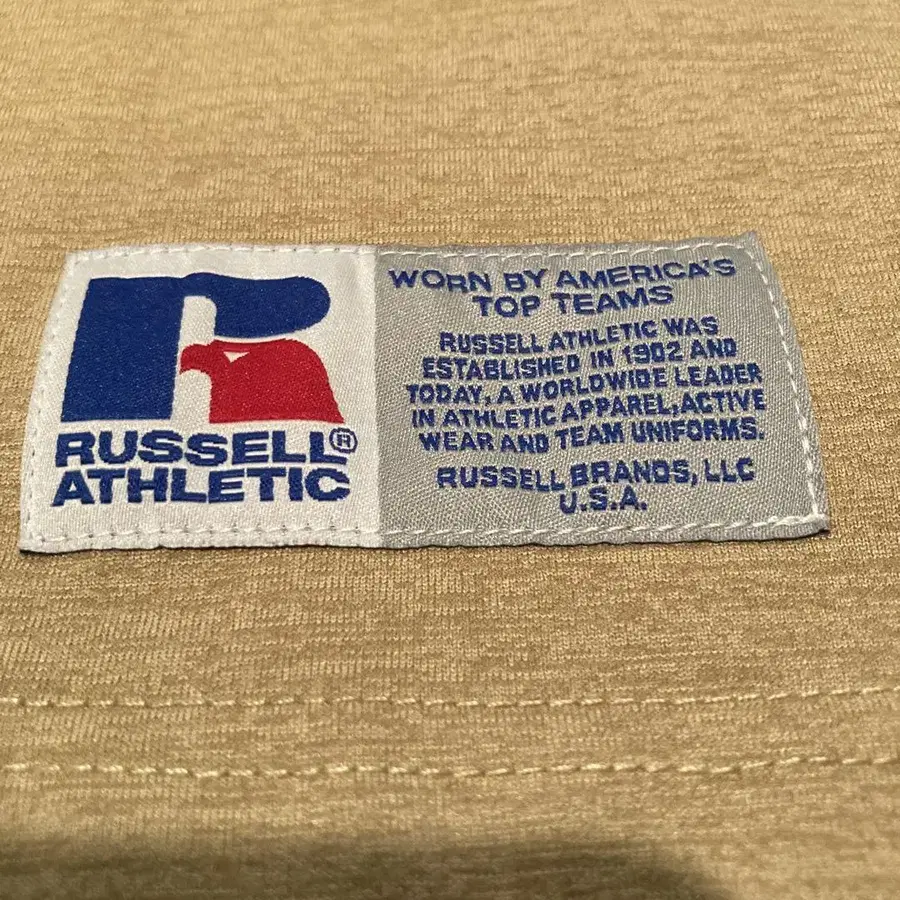 RUSSELL®
ATHLETIC
WORN BY AMERICA'S
TOP TEAMS
RUSSELL ATHLETIC WAS
ESTABLISHED IN 1902 AND
TODAY, A WORLDWIDE LEADER
IN ATHLETIC APPAREL, ACTIVE
WEAR AND TEAM UNIFORMS.
RUSSELL BRANDS, LLC
U.S.A.